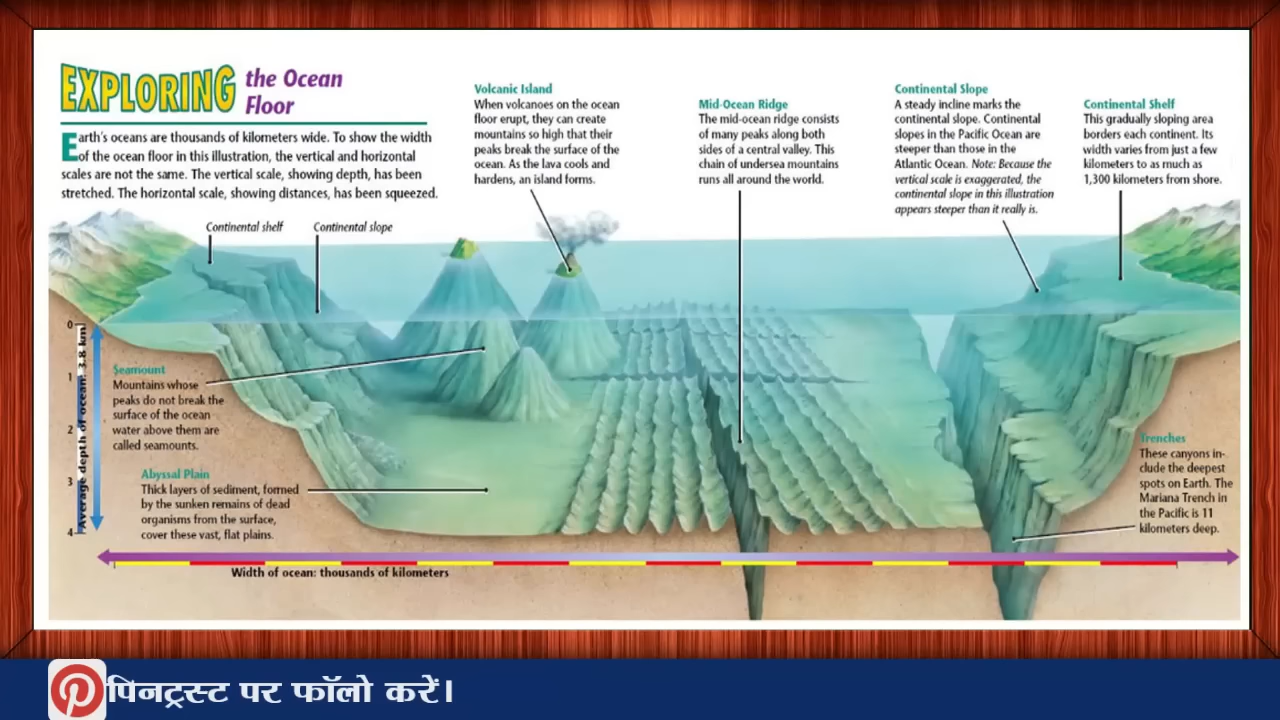 EXPLORING the Ocean
Floor
Earth's oceans are thousands of kilometers wide. To show the width
of the ocean floor in this illustration, the vertical and horizontal
scales are not the same. The vertical scale, showing depth, has been
stretched. The horizontal scale, showing distances, has been squeezed.
Volcanic Island
When volcanoes on the ocean
floor erupt, they can create
mountains so high that their
peaks break the surface of the
ocean. As the lava cools and
hardens, an island forms.
Mid-Ocean Ridge
The mid-ocean ridge consists
of many peaks along both
sides of a central valley. This
chain of undersea mountains
runs all around the world.
Continental Slope
A steady incline marks the
continental slope. Continental
slopes in the Pacific Ocean are
steeper than those in the
Atlantic Ocean. Note: Because the
vertical scale is exaggerated, the
continental slope in this illustration
appears steeper than it really is.
Continental Shelf
This gradually sloping area
borders each continent. Its
width varies from just a few
kilometers to as much as
1,300 kilometers from shore.
Continental shelf
Continental slope
0
1
2
3
4
Average depth of ocean: 3.8 km
Seamount
Mountains whose
peaks do not break the
surface of the ocean
water above them are
called seamounts.
Abyssal Plain
Thick layers of sediment, formed
by the sunken remains of dead
organisms from the surface,
cover these vast, flat plains.
Trenches
These canyons in-
clude the deepest
spots on Earth. The
Mariana Trench in
the Pacific is 11
kilometers deep.
Width of ocean: thousands of kilometers
पिनट्रस्ट पर फॉलो करें।